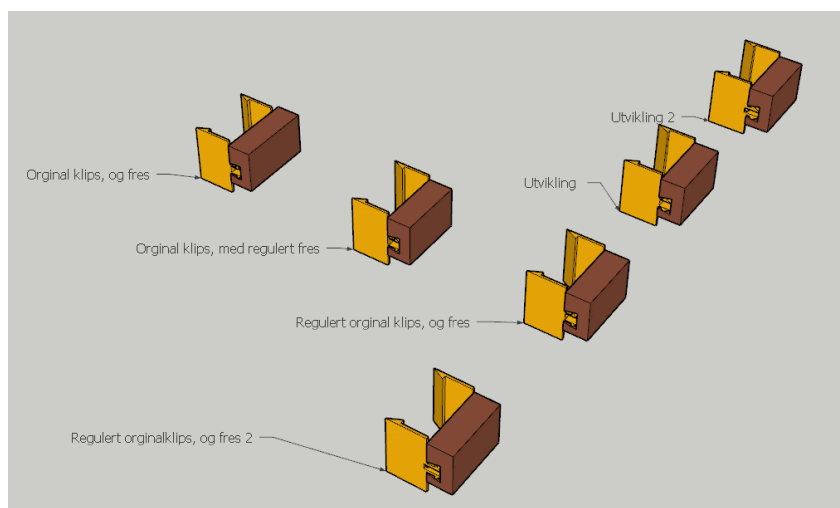 Utvikling 2
Orginal klips, og fres
Utvikling
Orginal klips, med regulert fres
Regulert orginal klips, og fres
Regulert orginalklips, og fres 2